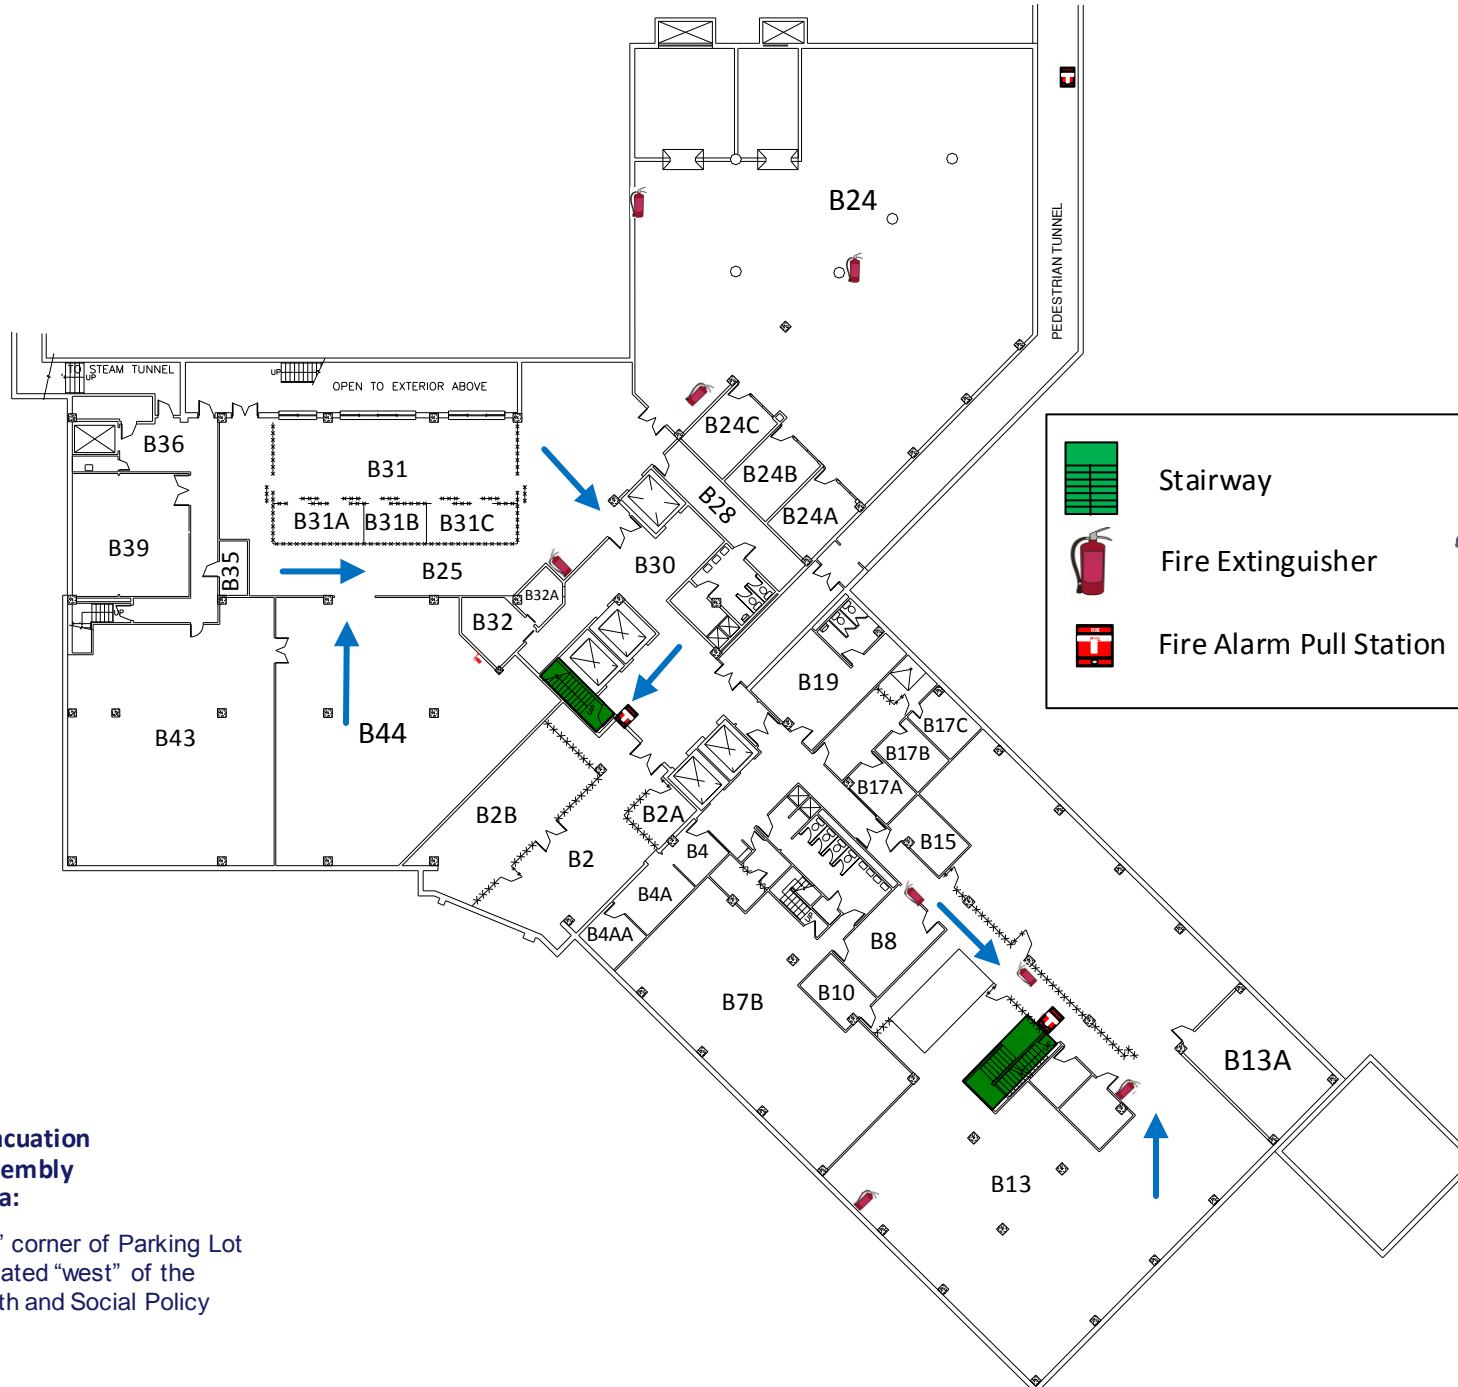 B24
PEDESTRIAN TUNNEL
TO STEAM TUNNEL
UP
UP
OPEN TO EXTERIOR ABOVE
B36
B31
B24C
B24B
B24A
B28
B31A
B31B
B31C
B39
B35
B25
B30
B32A
B32
UP
B19
B43
B44
B17C
B17B
B17A
B2B
B2A
B2
B4
B15
B4A
B4AA
B8
B10
B7B
B13A
B13
Stairway
Fire Extinguisher
Fire Alarm Pull Station
acuation
embly
a:
” corner of Parking Lot
ated “west” of the
th and Social Policy